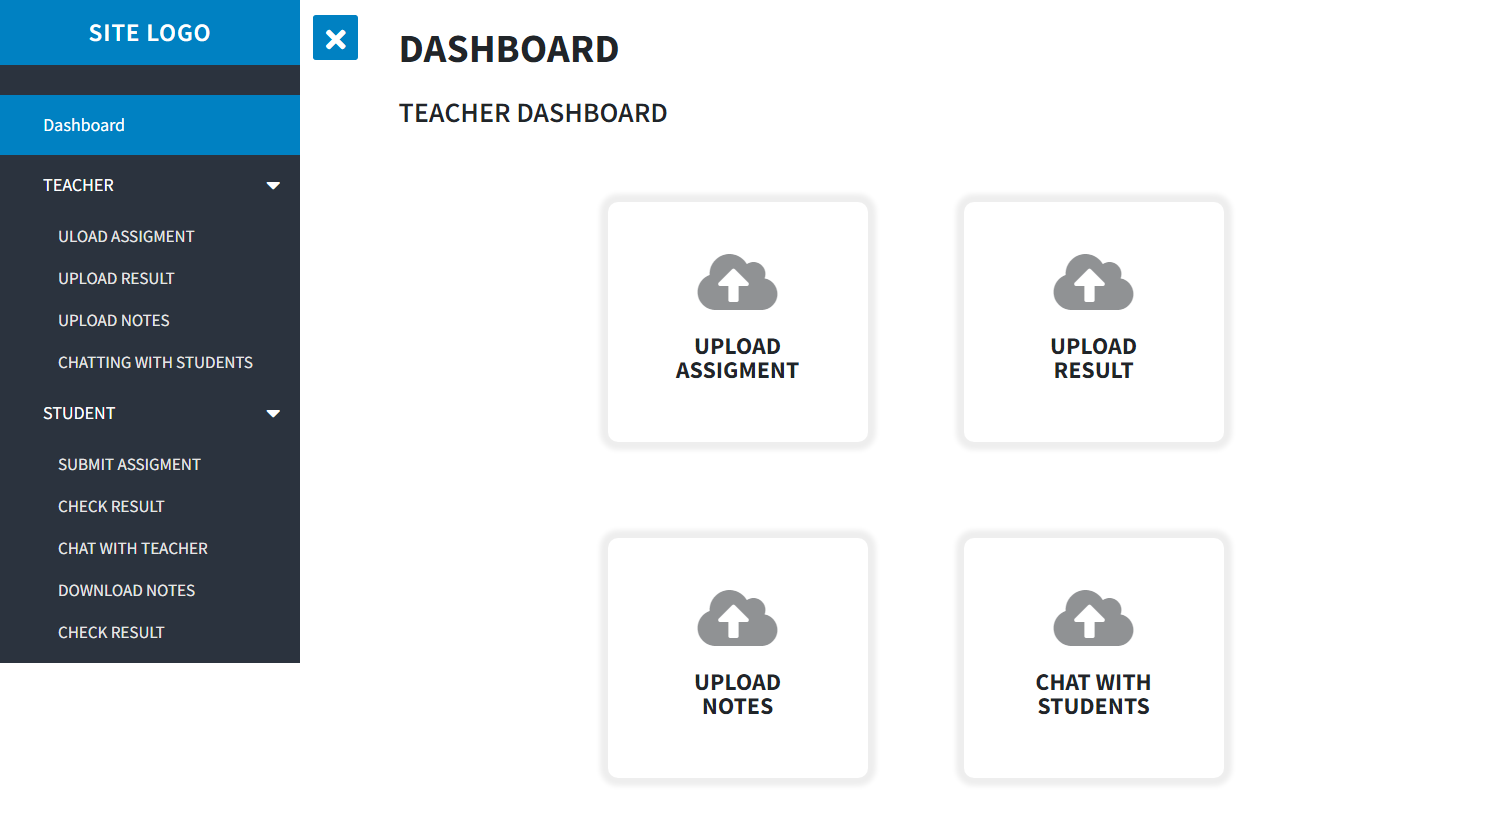 SITE LOGO
Dashboard
TEACHER
ULOAD ASSIGMENT
UPLOAD RESULT
UPLOAD NOTES
CHATTING WITH STUDENTS
STUDENT
SUBMIT ASSIGMENT
CHECK RESULT
CHAT WITH TEACHER
DOWNLOAD NOTES
CHECK RESULT
DASHBOARD
TEACHER DASHBOARD
UPLOAD
ASSIGMENT
UPLOAD
RESULT
UPLOAD
NOTES
CHAT WITH
STUDENTS